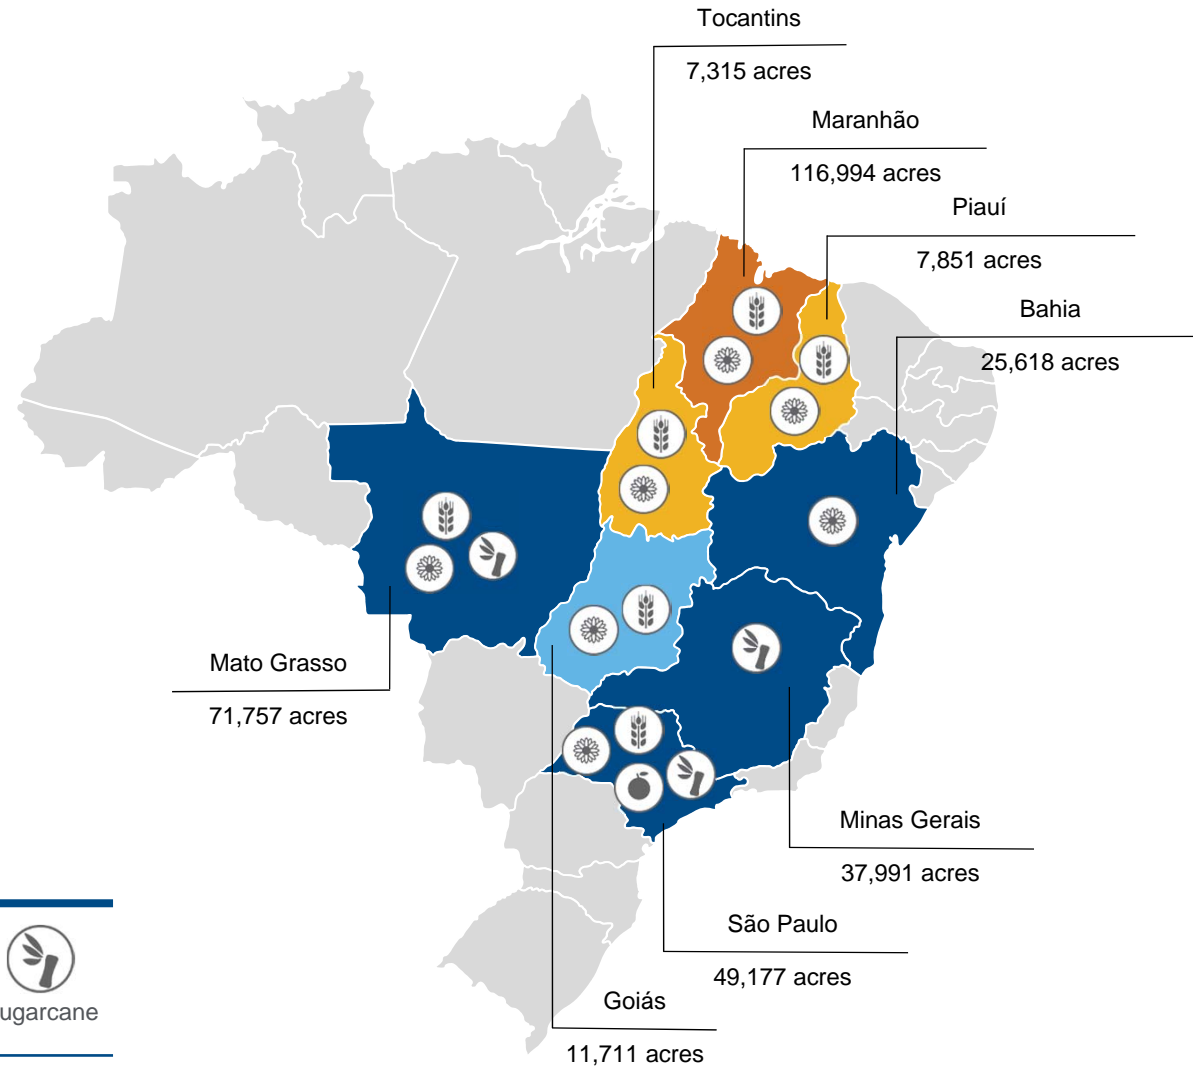 Tocantins
7,315 acres
Maranhão
116,994 acres
Piauí
7,851 acres
Bahia
25,618 acres
Mato Grasso
71,757 acres
Minas Gerais
37,991 acres
São Paulo
49,177 acres
Goiás
11,711 acres
ugarcane